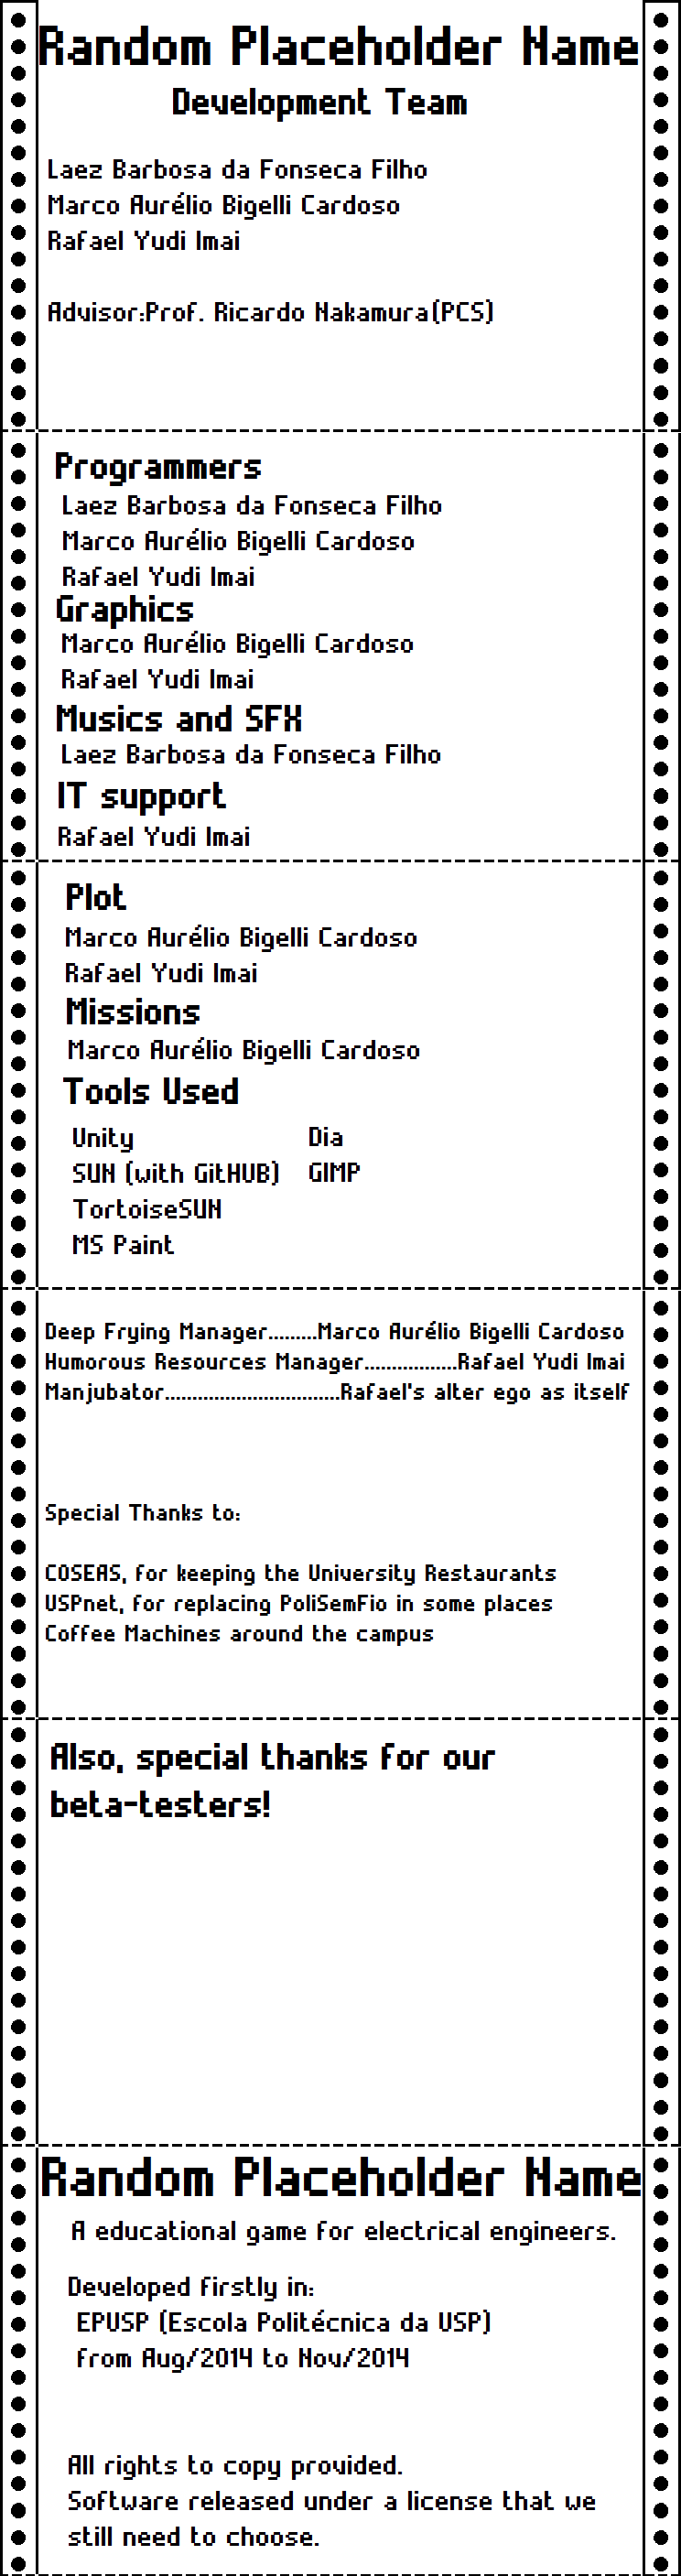 Random Placeholder Name
Development Team
Laez Barbosa da Fonseca Filho
Marco Aurélio Bigelli Cardoso
Rafael Yudi Imai
Advisor:Prof. Ricardo Nakamura(PCS)
Programmers
Laez Barbosa da Fonseca Filho
Marco Aurélio Bigelli Cardoso
Rafael Yudi Imai
Graphics
Marco Aurélio Bigelli Cardoso
Rafael Yudi Imai
Musics and SFX
Laez Barbosa da Fonseca Filho
IT support
Rafael Yudi Imai
Plot
Marco Aurélio Bigelli Cardoso
Rafael Yudi Imai
Missions
Marco Aurélio Bigelli Cardoso
Tools Used
Unity
SVN (with GitHUB)
TortoiseSVN
MS Paint
Dia
GIMP
Deep Frying Manager.........Marco Aurélio Bigelli Cardoso
Humorous Resources Manager.................Rafael Yudi Imai
Manjubator................................Rafael's alter ego as itself
Special Thanks to:
COSEAS, for keeping the University Restaurants
USPnet, for replacing PoliSemFio in some places
Coffee Machines around the campus
Also, special thanks for our
beta-testers!
Random Placeholder Name
A educational game for electrical engineers.
Developed firstly in:
EPUSP (Escola Politécnica da USP)
from Aug/2014 to Nov/2014
All rights to copy provided.
Software released under a license that we
still need to choose.